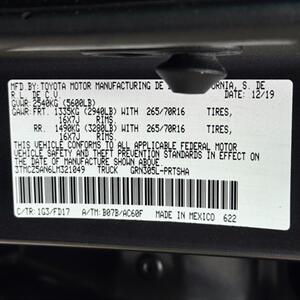 MFD.BY:TOYOTA MOTOR MANUFACTURING DE FORNIA, S. DE
R.L. DE C.V. 12/19
GVWR: 2540KG (5600LB)
GAWR:FRT. 1335KG (2940LB) WITH 265/70R16 TIRES,
16X7J RIMS
RR. 1490KG (3280LB) WITH 265/70R16 TIRES,
16X7J RIMS
THIS VEHICLE CONFORMS TO ALL APPLICABLE FEDERAL MOTOR
VEHICLE SAFETY AND THEFT PREVENTION STANDARDS IN EFFECT
ON THE DATE OF MANUFACTURE SHOWN ABOVE.
3TMCZ5AN6LM321049 TRUCK GRN305L-PRTSHA
C/TR: 1G3/FD17 A/TM: B07B/AC60F MADE IN MEXICO 622